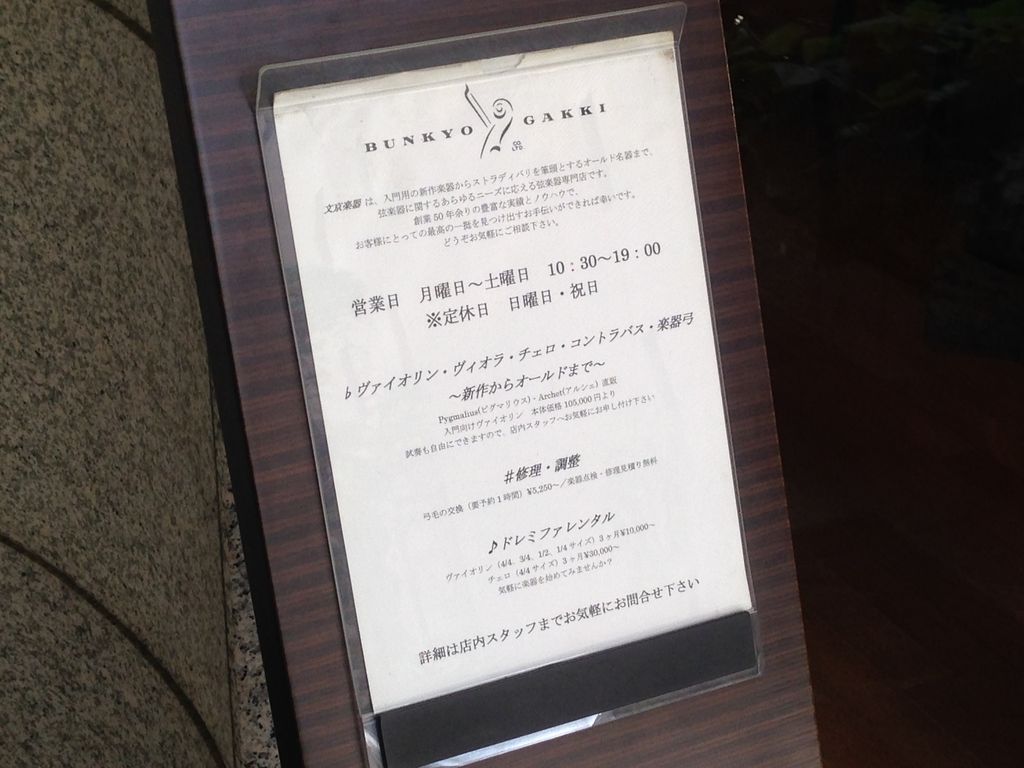 BUNKYO GAKKI
文京楽器 は、入門用の新作楽器からストラディバリを筆頭とするオールド名器まで、
弦楽器に関するあらゆるニーズに応える弦楽器専門店です。
創業 50 年余りの豊富な実績とノウハウで、
お客様にとっての最高の一挺を見つけ出すお手伝いができれば幸いです。
どうぞお気軽にご相談下さい。
営業日 月曜日～土曜日 10：30～19：00
※定休日 日曜日・祝日
♭ヴァイオリン・ヴィオラ・チェロ・コントラバス・楽器弓
～新作からオールドまで～
Pygmalius(ピグマリウス)・Archet(アルシェ) 直販
入門向けヴァイオリン 本体価格 105,000 円より
試奏も自由にできますので、店内スタッフへお気軽にお申し付け下さい
＃修理・調整
弓毛の交換（要予約 1 時間）¥5,250～／楽器点検・修理見積り無料
♪ドレミファレンタル
ヴァイオリン（4/4、3/4、1/2、1/4 サイズ）3 ヶ月¥10,000～
チェロ（4/4 サイズ）3 ヶ月¥30,000～
気軽に楽器を始めてみませんか？
詳細は店内スタッフまでお気軽にお問合せ下さい